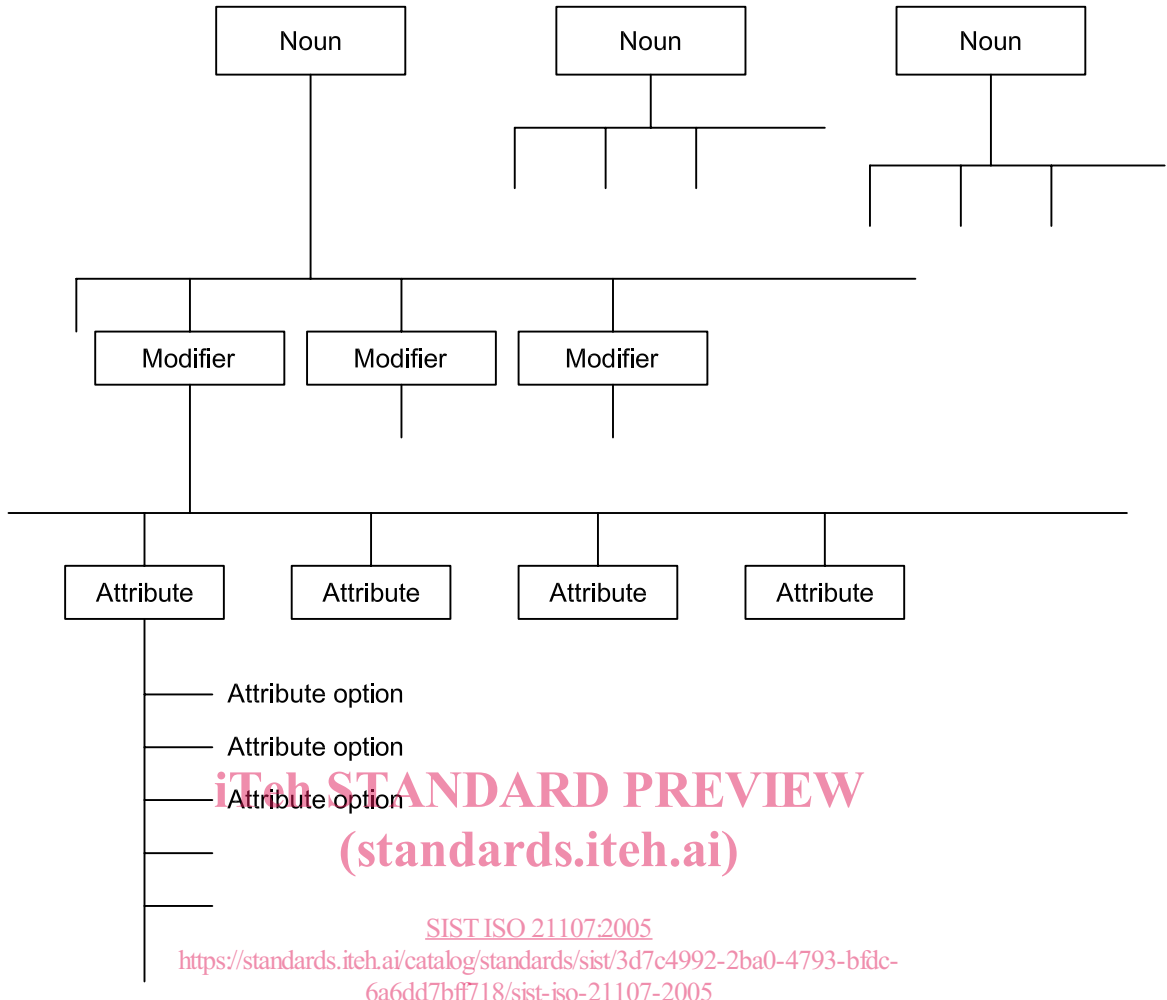 Noun Noun Noun
Modifier Modifier Modifier
Attribute Attribute Attribute Attribute
Attribute option
Attribute option
Attribute option
iTeh STANDARD PREVIEW
(standards.iteh.ai)
SIST ISO 21107:2005
https://standards.iteh.ai/catalog/standards/sist/3d7c4992-2ba0-4793-bfdc-
6a6dd7bff718/sist-iso-21107-2005